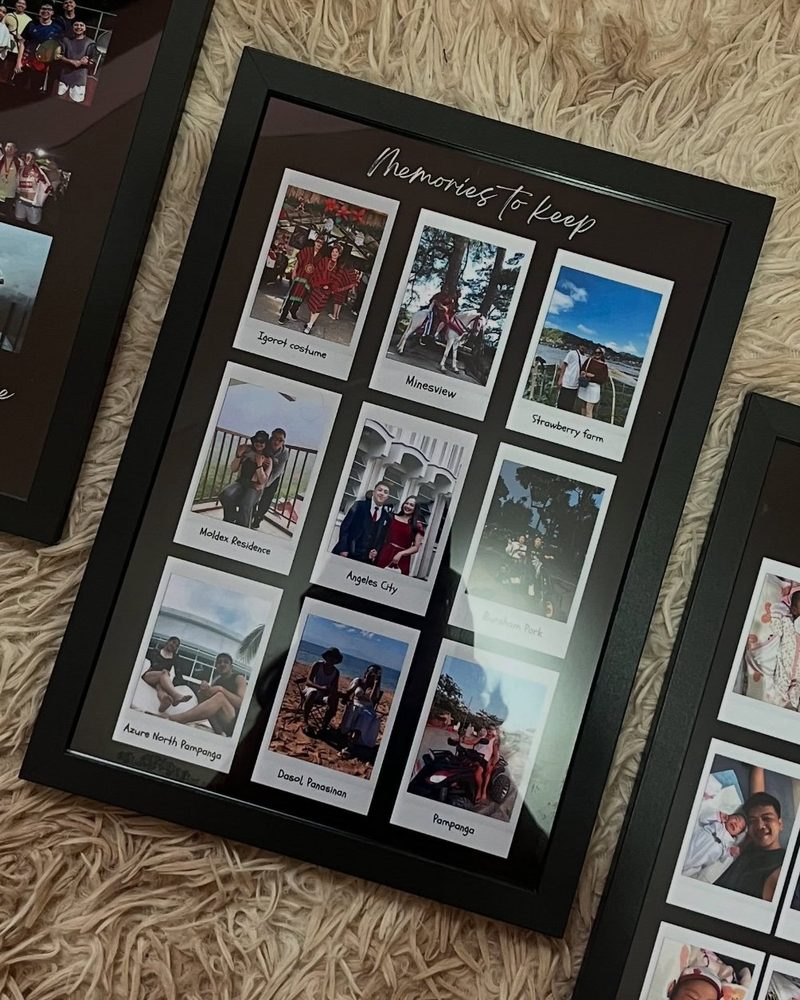 Memories to keep
Igorot costume
Minesview
Strawberry farm
Moldex Residence
Angeles City
Burnham Park
Azure North Pampanga
Dasol, Panasinan
Pampanga